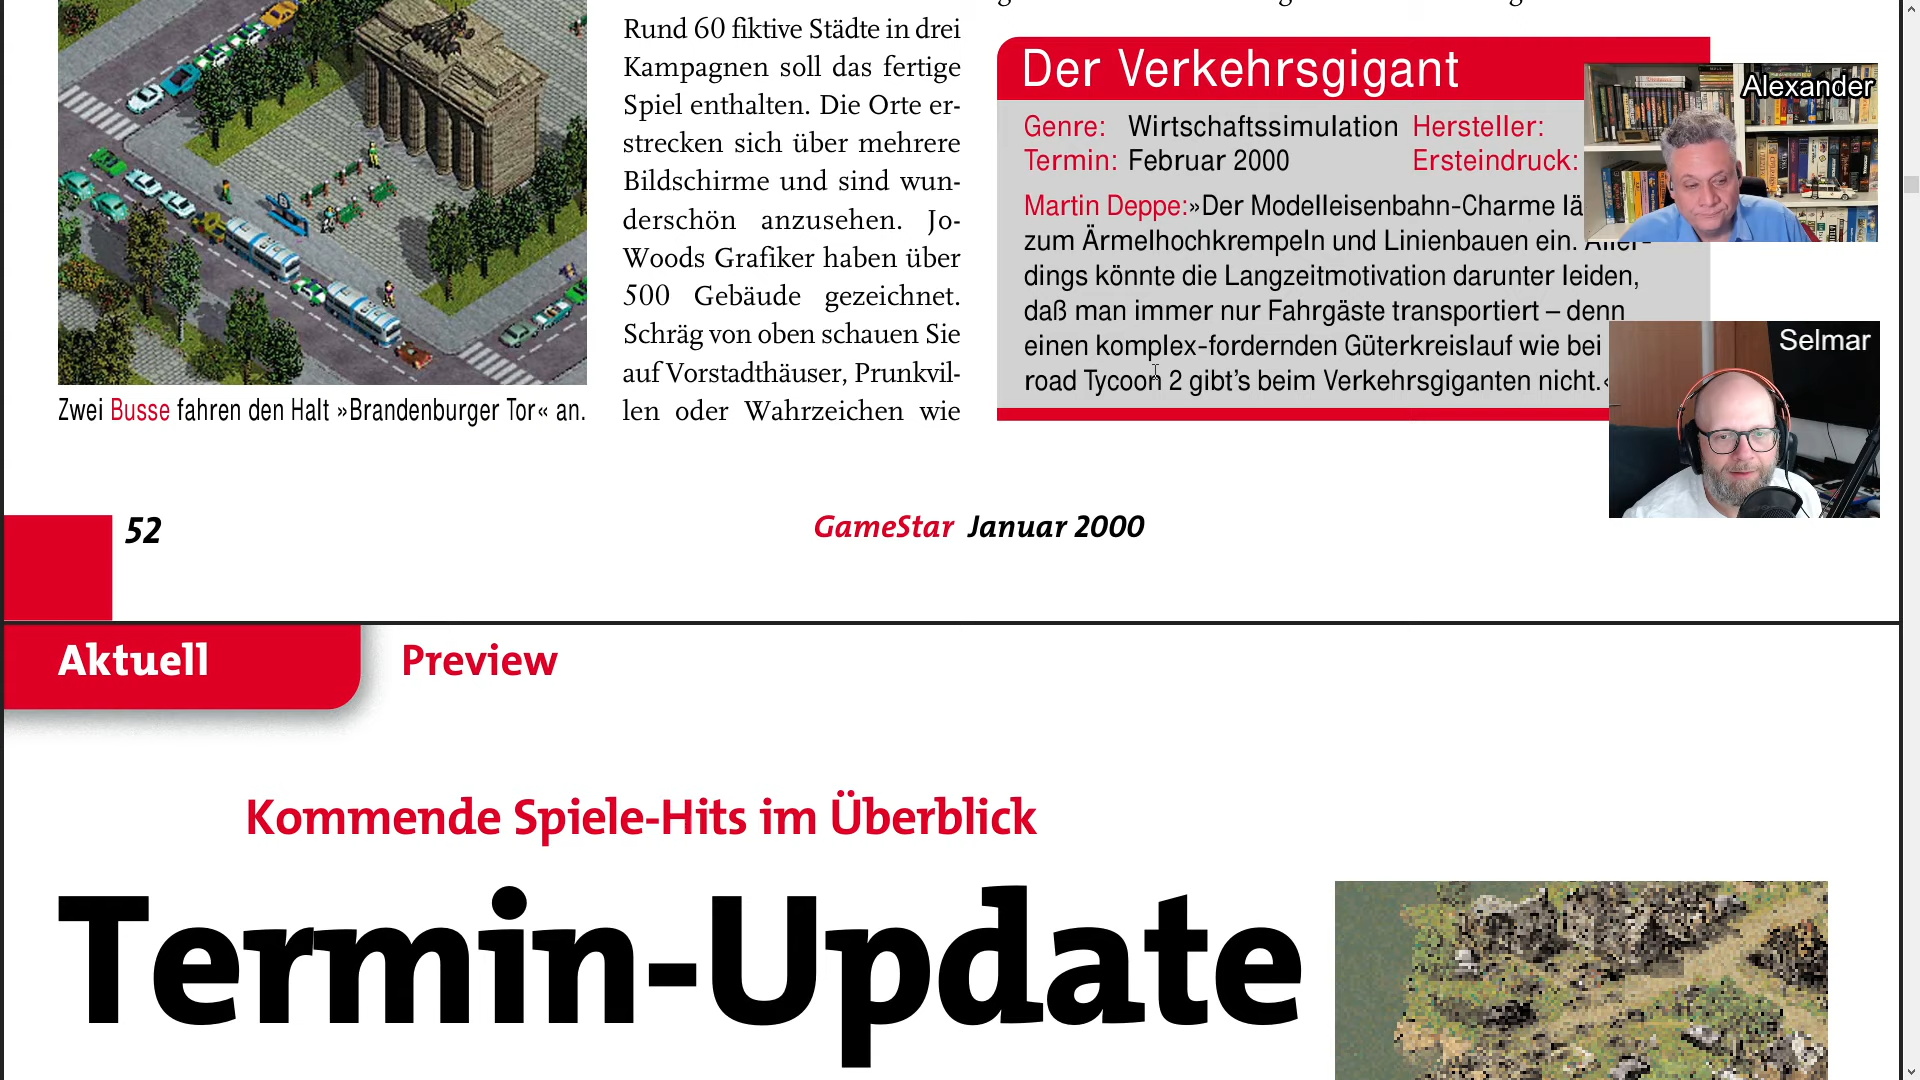 Rund 60 fiktive Städte in drei
Kampagnen soll das fertige
Spiel enthalten. Die Orte er-
strecken sich über mehrere
Bildschirme und sind wun-
derschön anzusehen. Jo-
Woods Grafiker haben über
500 Gebäude gezeichnet.
Schräg von oben schauen Sie
auf Vorstadthäuser, Prunkvil-
len oder Wahrzeichen wie
Zwei Busse fahren den Halt »Brandenburger Tor« an.
Der Verkehrsgigant
Genre: Wirtschaftssimulation Hersteller:
Termin: Februar 2000 Ersteindruck:
Martin Deppe:»Der Modelleisenbahn-Charme lä
zum Ärmelhochkrempeln und Linienbauen ein. Aller-
dings könnte die Langzeitmotivation darunter leiden,
daß man immer nur Fahrgäste transportiert – denn
einen komplex-fordernden Güterkreislauf wie bei
road Tycoon 2 gibt's beim Verkehrsgiganten nicht.
Alexander
Selmar
52
GameStar Januar 2000
Aktuell
Preview
Kommende Spiele-Hits im Überblick
Termin-Update